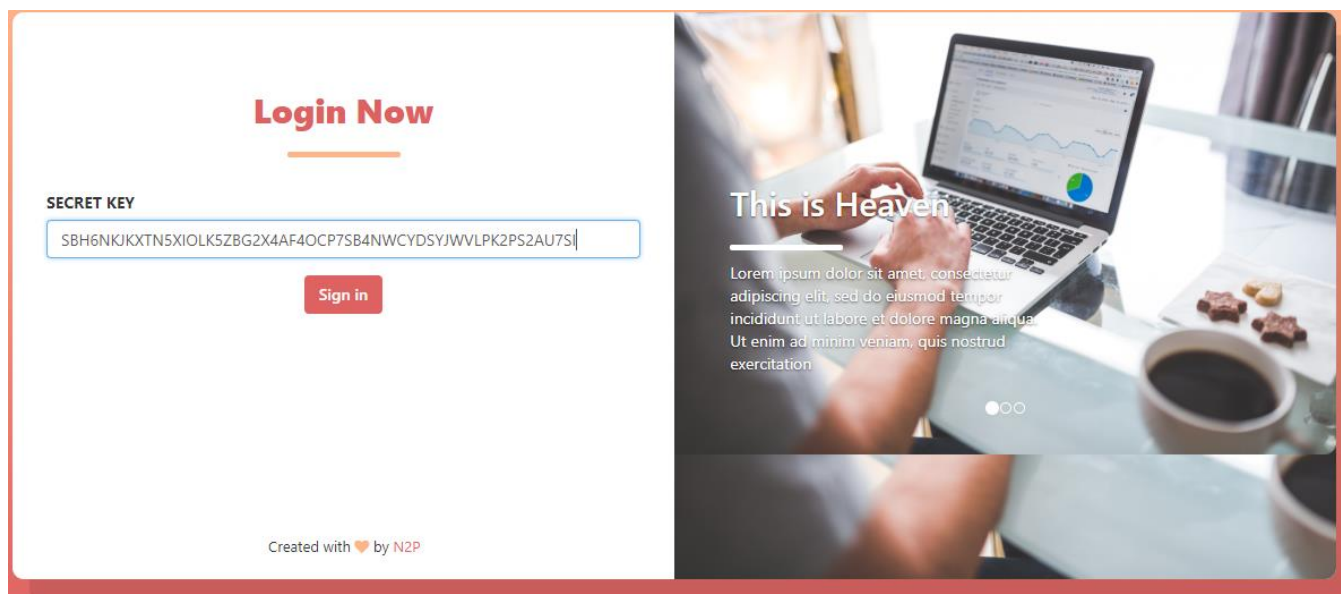 Login Now
SECRET KEY
SBH6NKJKXTN5XIOLK5ZBG2X4AF4OCP7SB4NWCYDSYJWVLPK2PS2AU7SI
Sign in
Created with 🧡 by N2P
This is Heaven
Lorem ipsum dolor sit amet, consectetur
adipiscing elit, sed do eiusmod tempor
incididunt ut labore et dolore magna aliqua.
Ut enim ad minim veniam, quis nostrud
exercitation